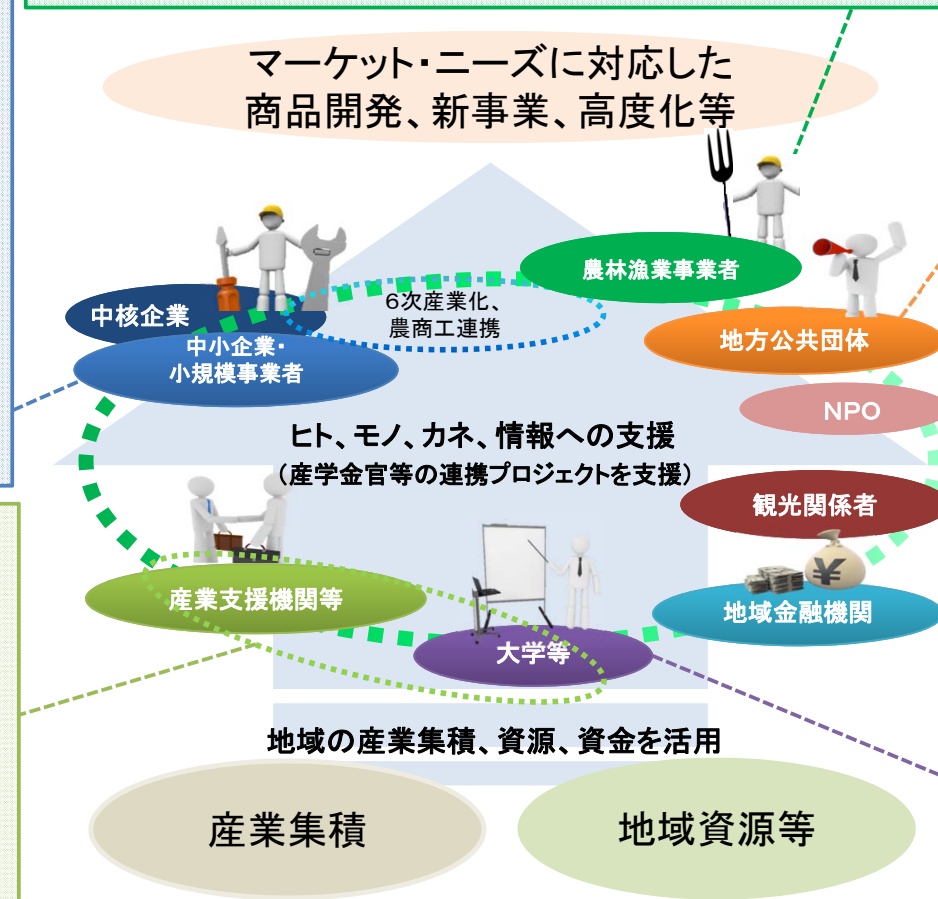 マーケット・ニーズに対応した
商品開発、新事業、高度化等
農林漁業事業者
中核企業
6次産業化、
農商工連携
地方公共団体
中小企業・
小規模事業者
NPO
ヒト、モノ、カネ、情報への支援
（産学金官等の連携プロジェクトを支援）
観光関係者
¥
産業支援機関等
地域金融機関
大学等
地域の産業集積、資源、資金を活用
産業集積
地域資源等